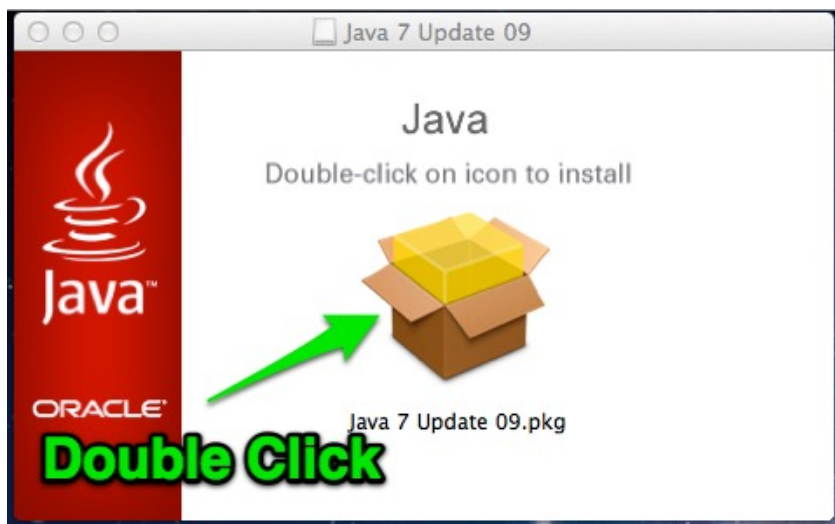 Java 7 Update 09
Java
Double-click on icon to install
Java™
ORACLE®
Java 7 Update 09.pkg
Double Click